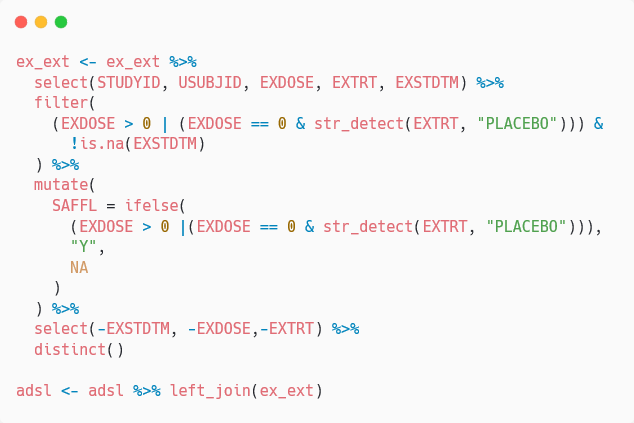 ex_ext <- ex_ext %>%
  select(STUDYID, USUBJID, EXDOSE, EXTRT, EXSTDTM) %>%
  filter(
    (EXDOSE > 0 | (EXDOSE == 0 & str_detect(EXTRT, "PLACEBO"))) &
      !is.na(EXSTDTM)
  ) %>%
  mutate(
    SAFFL = ifelse(
      (EXDOSE > 0 |(EXDOSE == 0 & str_detect(EXTRT, "PLACEBO"))),
      "Y",
      NA
    )
  ) %>%
  select(-EXSTDTM, -EXDOSE,-EXTRT) %>%
  distinct()

adsl <- adsl %>% left_join(ex_ext)